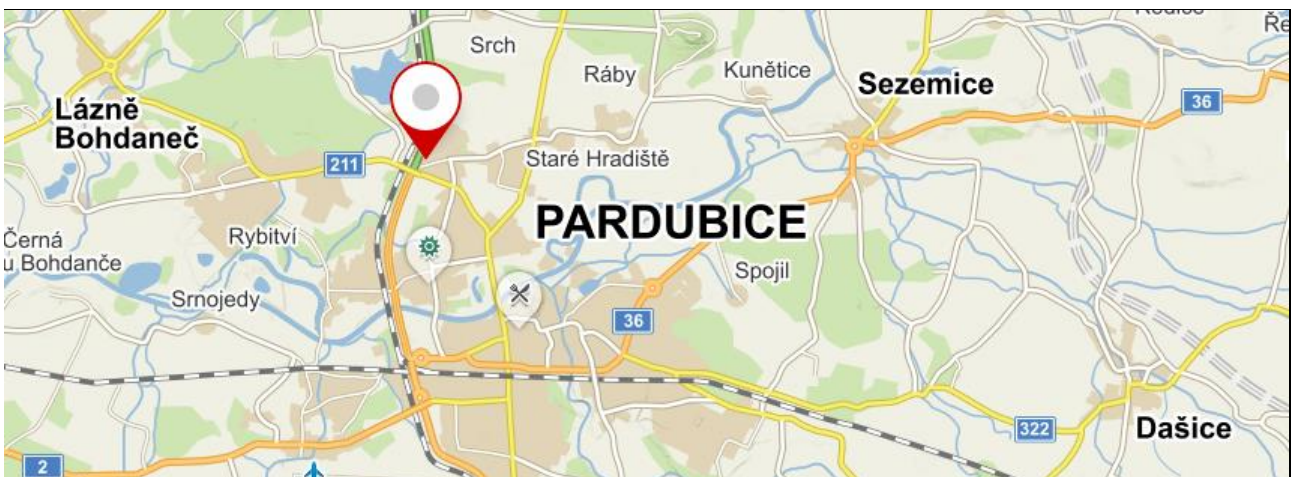 Srch
Ráby
Kunětice
Sezemice
36
Lázně
Bohdaneč
211
Staré Hradiště
PARDUBICE
Černá
u Bohdanče
Rybitví
Spojil
Srnojedy
36
322
Dašice
2